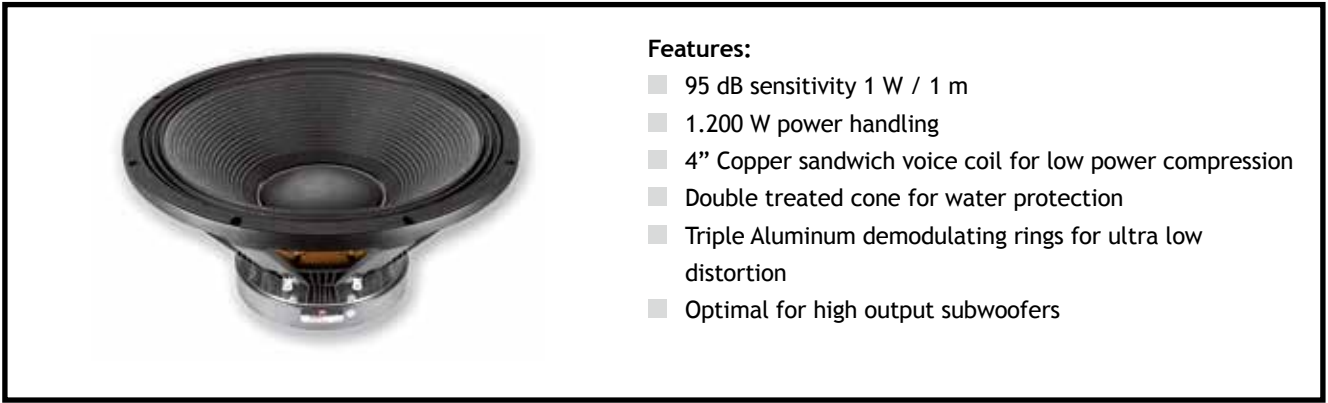 Features:
95 dB sensitivity 1 W / 1 m
1.200 W power handling
4” Copper sandwich voice coil for low power compression
Double treated cone for water protection
Triple Aluminum demodulating rings for ultra low
distortion
Optimal for high output subwoofers